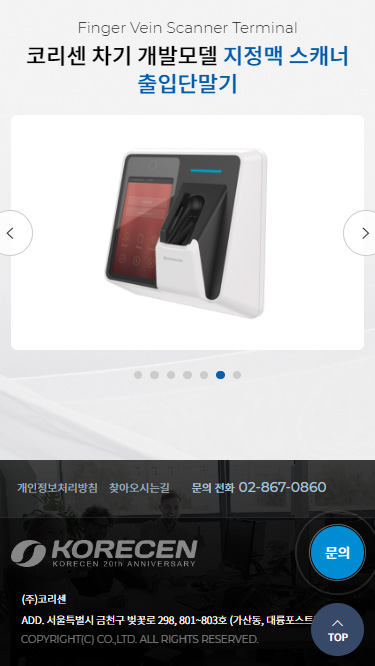 Finger Vein Scanner Terminal
코리센 차기 개발모델 지정맥 스캐너
출입단말기
개인정보처리방침 찾아오시는길 문의 전화 02-867-0860
문의
KORECEN
KORECEN 20th ANNIVERSARY
(주)코리센
ADD. 서울특별시 금천구 벚꽃로 298, 801~803호 (가산동, 대륭포스트
COPYRIGHT(C) CO.,LTD. ALL RIGHTS RESERVED.
TOP